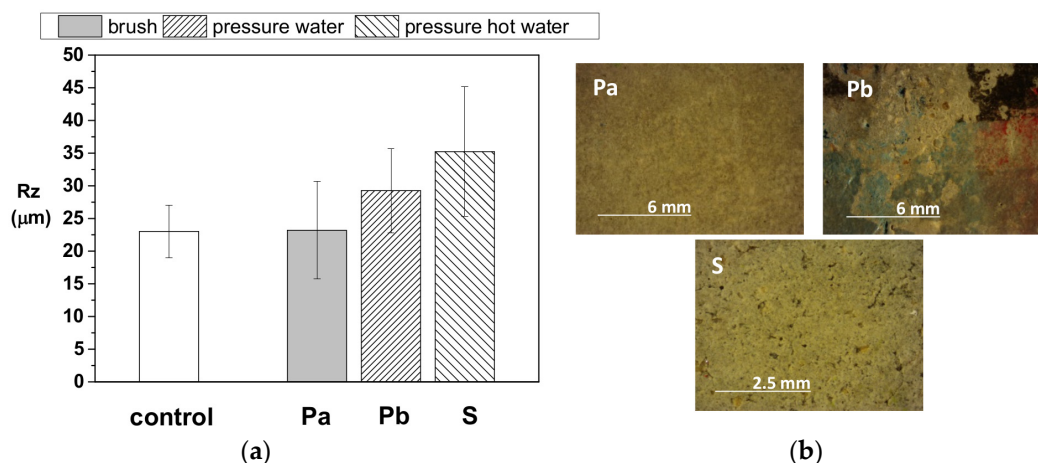 brush pressure water pressure hot water
50
45
40
35
30
25
20
15
10
5
0
Rz
(μm)
control Pa Pb S
(a)
Pa
6 mm
Pb
6 mm
S
2.5 mm
(b)